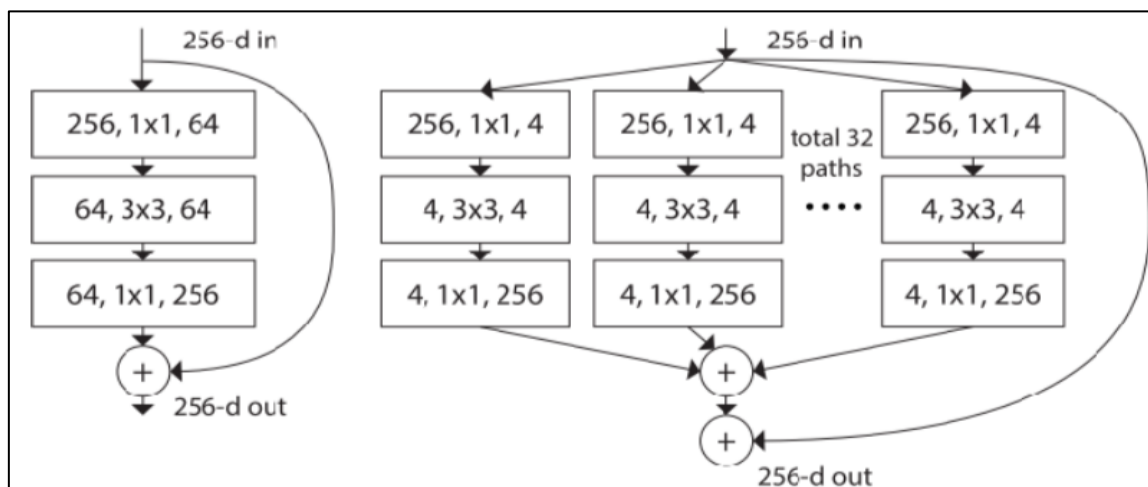 256-d in
256, 1x1, 64
64, 3x3, 64
64, 1x1, 256
+
256-d out
256-d in
256, 1x1, 4
256, 1x1, 4
total 32
paths
256, 1x1, 4
4, 3x3, 4
4, 3x3, 4
....
4, 3x3, 4
4, 1x1, 256
4, 1x1, 256
4, 1x1, 256
+
+
256-d out